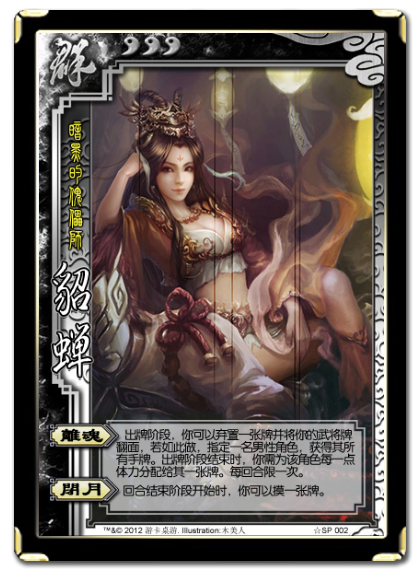 群
暗黑的傀儡師
貂蝉
離魂
出牌阶段，你可以弃置一张牌并将你的武将牌
翻面，若如此做，指定一名男性角色，获得其所
有手牌。出牌阶段结束时，你需为该角色每一点
体力分配给其一张牌。每回合限一次。
閉月
回合结束阶段开始时，你可以摸一张牌。
™&© 2012 游卡桌游. Illustration:木美人
☆SP 002